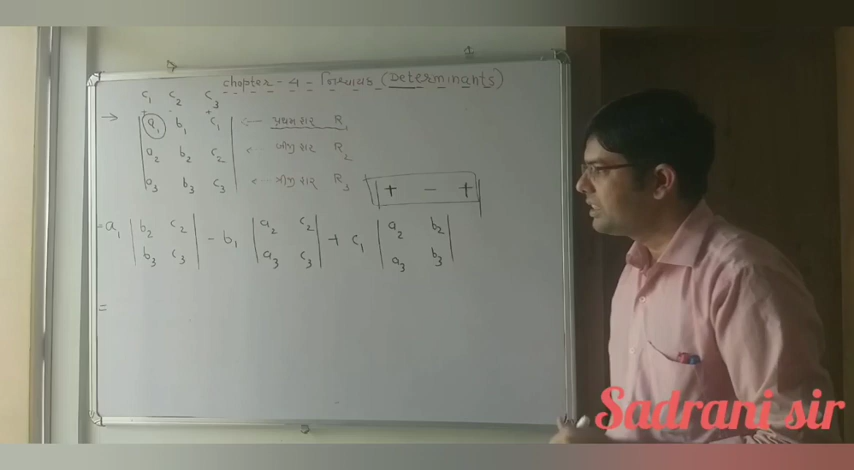 chapter - 4 - નિશ્ચાયક (Determinants)
C₁ C₂ C₃
→ | a₁ b₁ c₁ | ← પ્રથમ હાર R₁
| a₂ b₂ c₂ | ← બીજી હાર R₂
| a₃ b₃ c₃ | ← ત્રીજી હાર R₃
| + - + |
= a₁ | b₂ c₂ | - b₁ | a₂ c₂ | + c₁ | a₂ b₂ |
| b₃ c₃ | | a₃ c₃ | | a₃ b₃ |
=
Sadrani sir